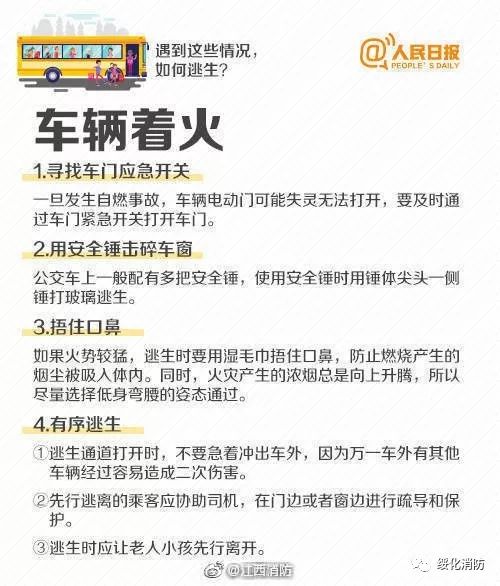 遇到这些情况，
如何逃生？
@人民日报
PEOPLE'S DAILY
车辆着火
1.寻找车门应急开关
一旦发生自燃事故，车辆电动门可能失灵无法打开，要及时通
过车门紧急开关打开车门。
2.用安全锤击碎车窗
公交车上一般配有多把安全锤，使用安全锤时用锤体尖头一侧
锤打玻璃逃生。
3.捂住口鼻
如果火势较猛，逃生时要用湿毛巾捂住口鼻，防止燃烧产生的
烟尘被吸入体内。同时，火灾产生的浓烟总是向上升腾，所以
尽量选择低身弯腰的姿态通过。
4.有序逃生
①逃生通道打开时，不要急着冲出车外，因为万一车外有其他
车辆经过容易造成二次伤害。
②先行逃离的乘客应协助司机，在门边或者窗边进行疏导和保
护。
③逃生时应让老人小孩先行离开。
@江西消防
绥化消防